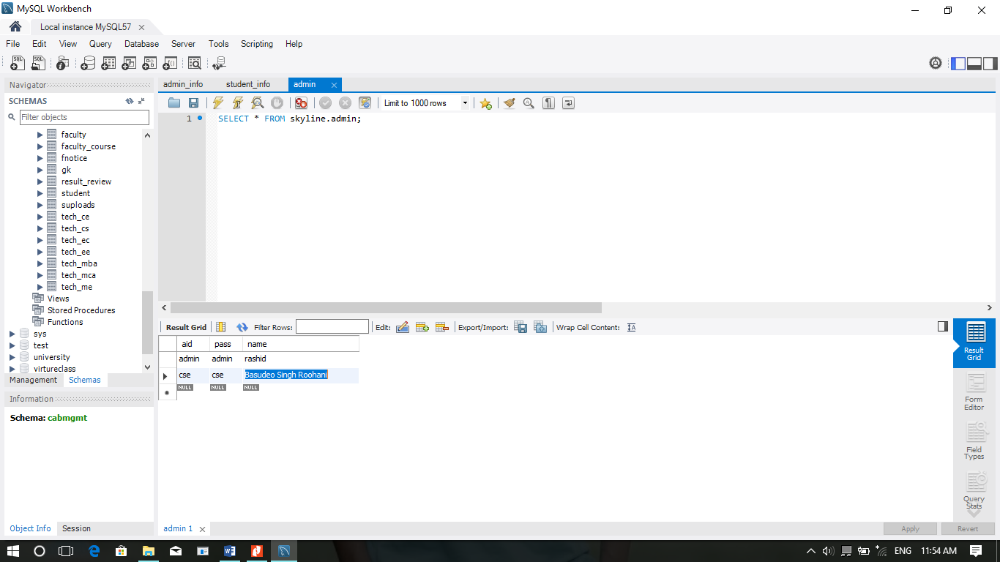 MySQL Workbench
Local instance MySQL57
File Edit View Query Database Server Tools Scripting Help
Navigator
SCHEMAS
Filter objects
faculty
faculty_course
fnotice
gk
result_review
student
suploads
tech_ce
tech_cs
tech_ec
tech_ee
tech_mba
tech_mca
tech_me
Views
Stored Procedures
Functions
sys
test
university
virtureclass
Management Schemas
Information
Schema: cabmgmt
Object Info Session
admin_info student_info admin
Limit to 1000 rows
1 SELECT * FROM skyline.admin;
Result Grid Filter Rows: Edit: Export/Import: Wrap Cell Content:
aid pass name
admin admin rashid
cse cse Basudeo Singh Roohani
NULL NULL NULL
Result
Grid
Form
Editor
Field
Types
Query
Stats
admin 1
Apply Revert
ENG 11:54 AM